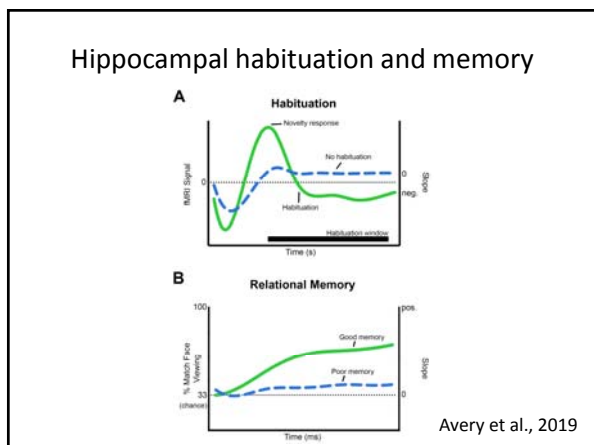 Hippocampal habituation and memory
A
Habituation
Novelty response
No habituation
0
0
neg.
fMRI Signal
Slope
Habituation
Habituation window
Time (s)
B
Relational Memory
100
pos.
Good memory
% Match Face
Viewing
Slope
Poor memory
33
(chance)
0
Time (ms)
Avery et al., 2019